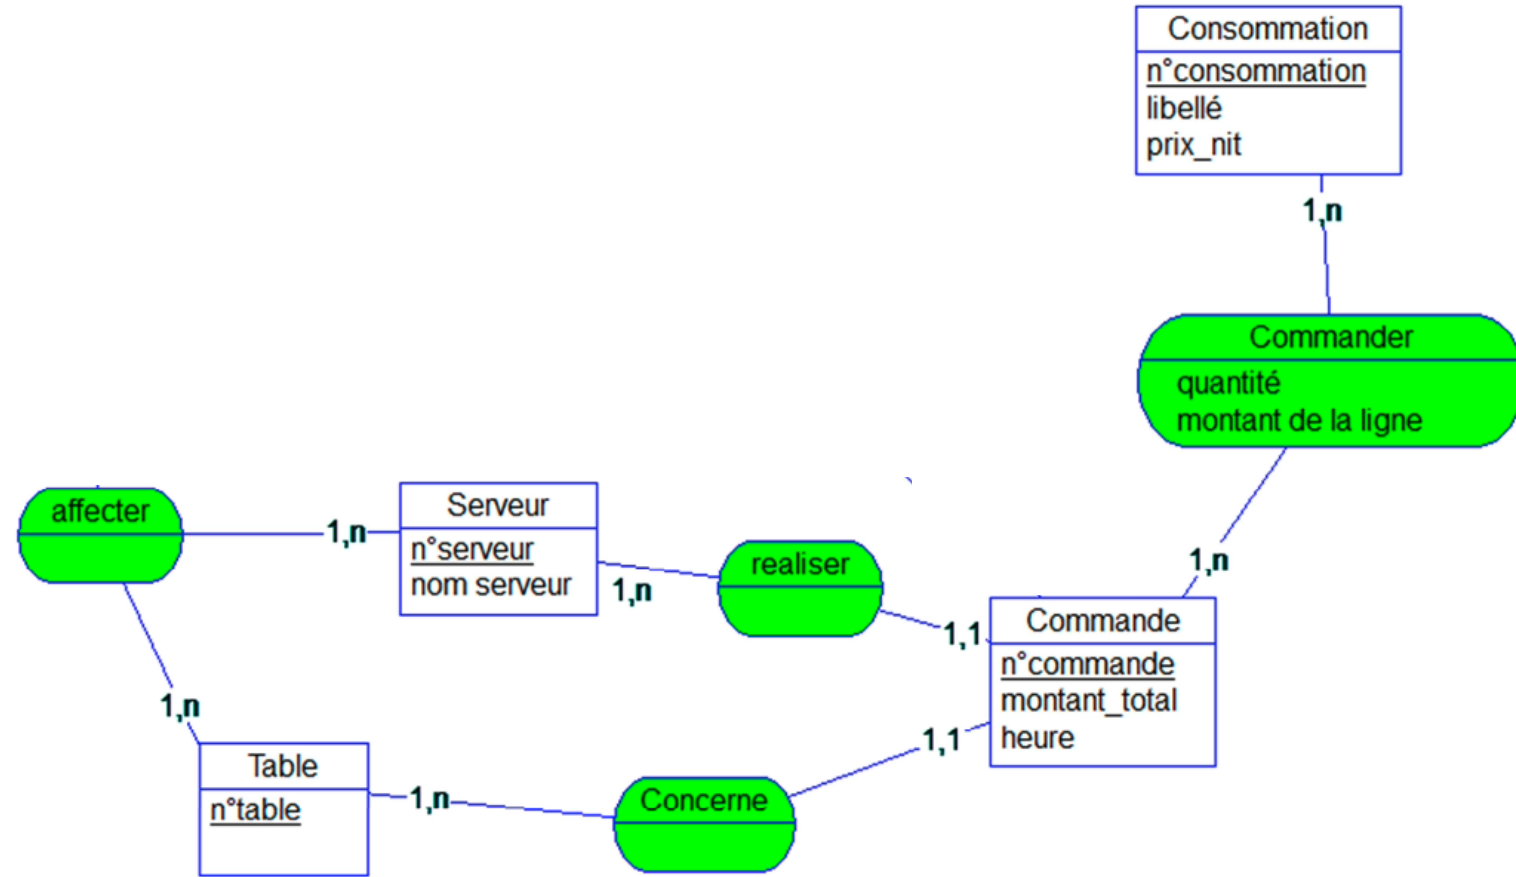 Consommation
n°consommation
libellé
prix_nit
1,n
Commander
quantité
montant de la ligne
1,n
affecter
1,n
Serveur
n°serveur
nom serveur
1,n
realiser
1,1
Commande
n°commande
montant_total
heure
1,1
1,n
Table
n°table
1,n
Concerne